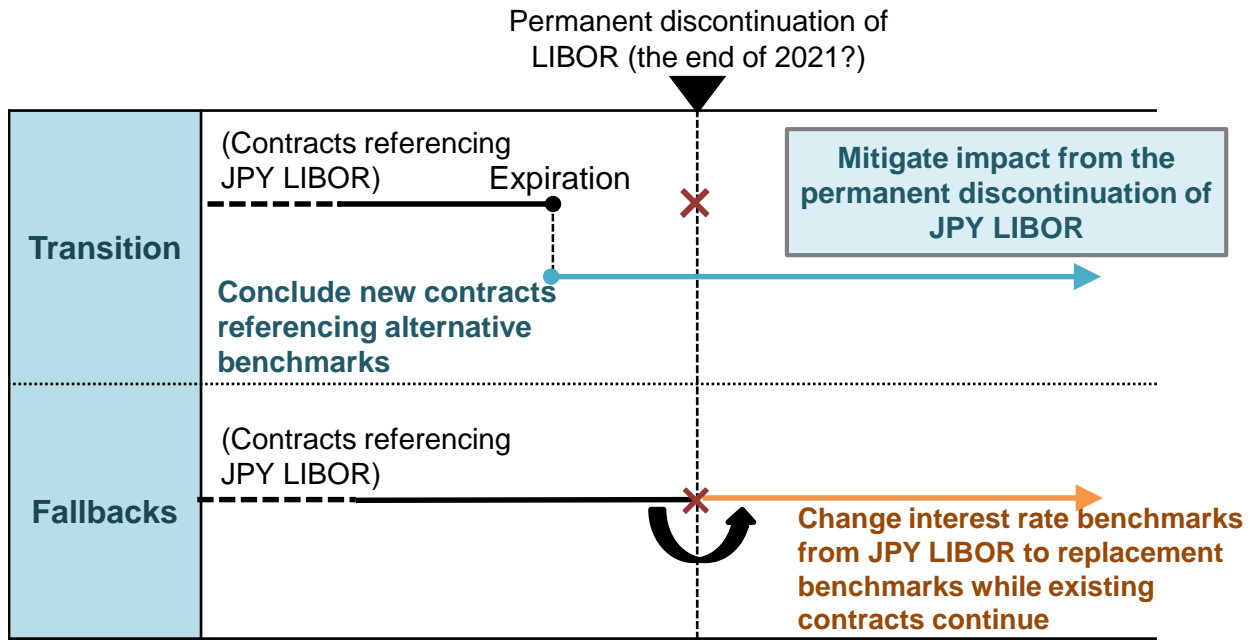 Permanent discontinuation of
LIBOR (the end of 2021?)
Transition
(Contracts referencing
JPY LIBOR)
Expiration
Mitigate impact from the
permanent discontinuation of
JPY LIBOR
Conclude new contracts
referencing alternative
benchmarks
Fallbacks
(Contracts referencing
JPY LIBOR)
Change interest rate benchmarks
from JPY LIBOR to replacement
benchmarks while existing
contracts continue